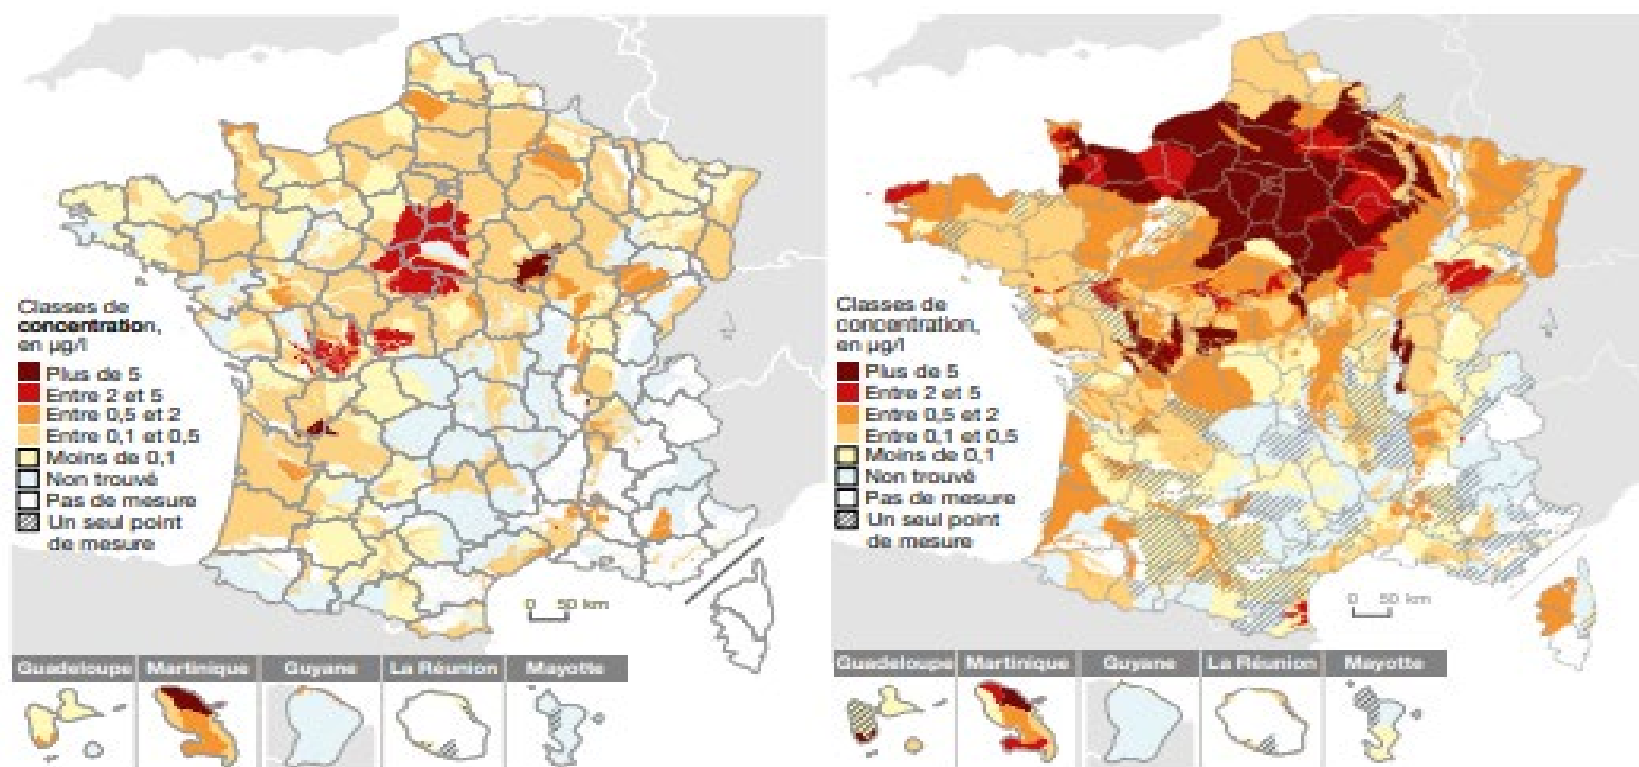 Classes de
concentration,
en µg/l
Plus de 5
Entre 2 et 5
Entre 0,5 et 2
Entre 0,1 et 0,5
Moins de 0,1
Non trouvé
Pas de mesure
Un seul point
de mesure
0 50 km
Guadeloupe Martinique Guyane La Réunion Mayotte
Classes de
concentration,
en µg/l
Plus de 5
Entre 2 et 5
Entre 0,5 et 2
Entre 0,1 et 0,5
Moins de 0,1
Non trouvé
Pas de mesure
Un seul point
de mesure
0 50 km
Guadeloupe Martinique Guyane La Réunion Mayotte